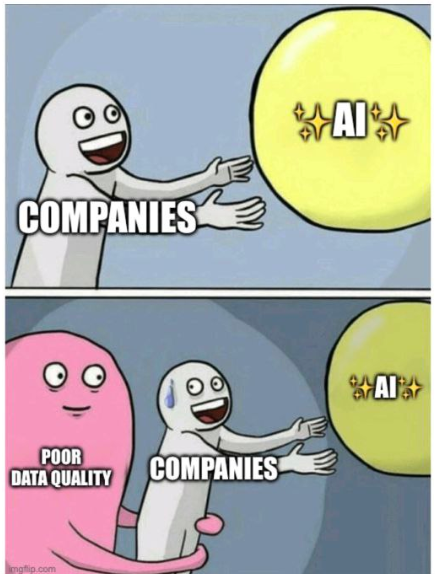 ✨AI✨
COMPANIES
✨AI✨
POOR
DATA QUALITY
COMPANIES
imgflip.com